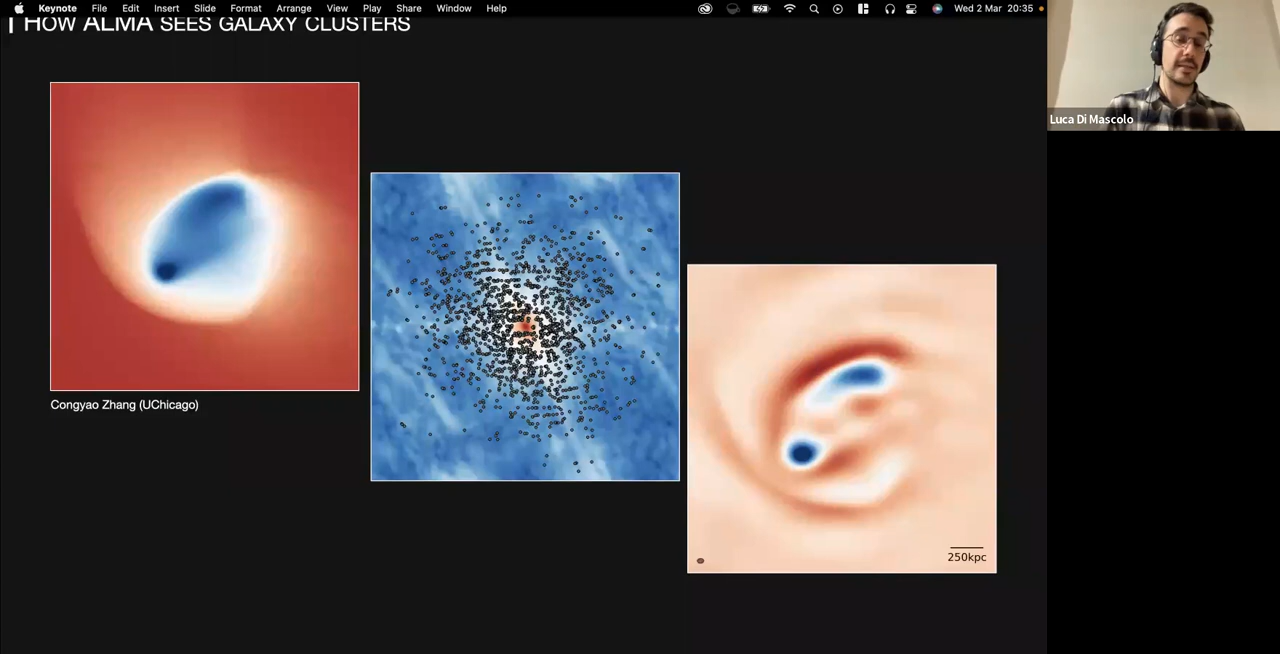 Keynote File Edit Insert Slide Format Arrange View Play Share Window Help Wed 2 Mar 20:35
| HOW ALMA SEES GALAXY CLUSTERS
Luca Di Mascolo
Congyao Zhang (UChicago)
250kpc